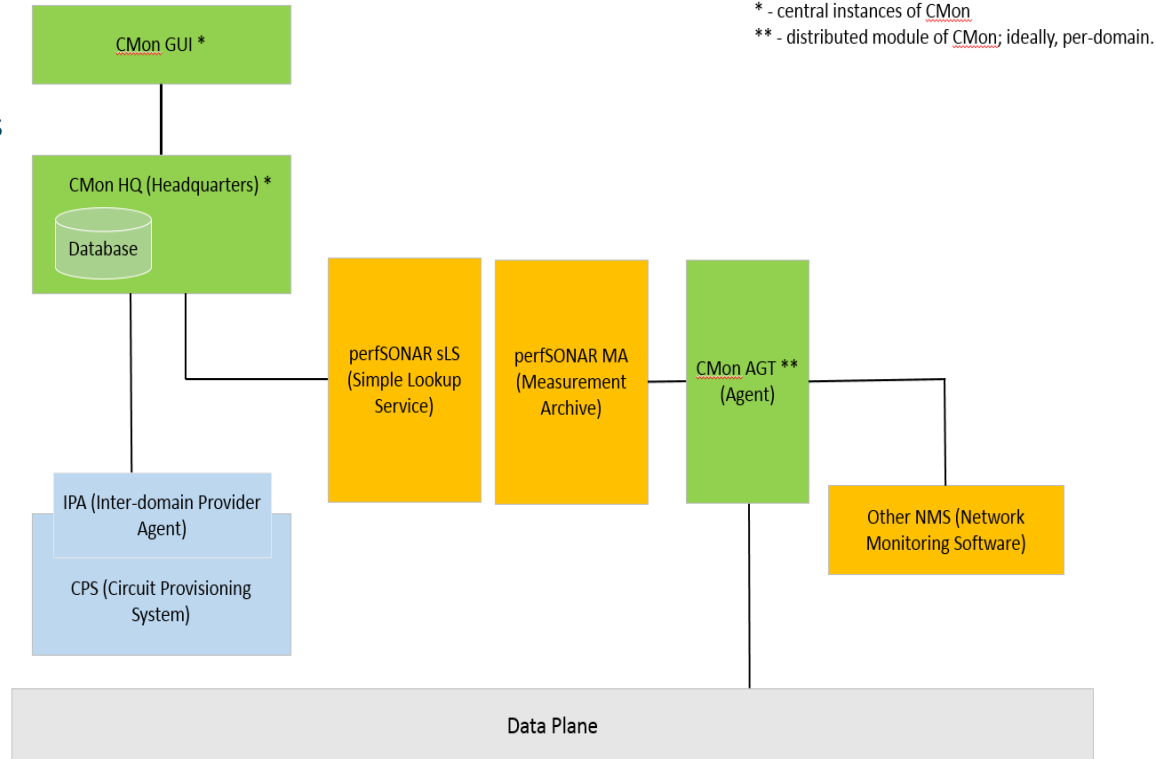 * - central instances of CMon
** - distributed module of CMon; ideally, per-domain.
CMon GUI *
s
CMon HQ (Headquarters) *
Database
perfSONAR sLS
(Simple Lookup
Service)
perfSONAR MA
(Measurement
Archive)
CMon AGT **
(Agent)
IPA (Inter-domain Provider
Agent)
CPS (Circuit Provisioning
System)
Other NMS (Network
Monitoring Software)
Data Plane